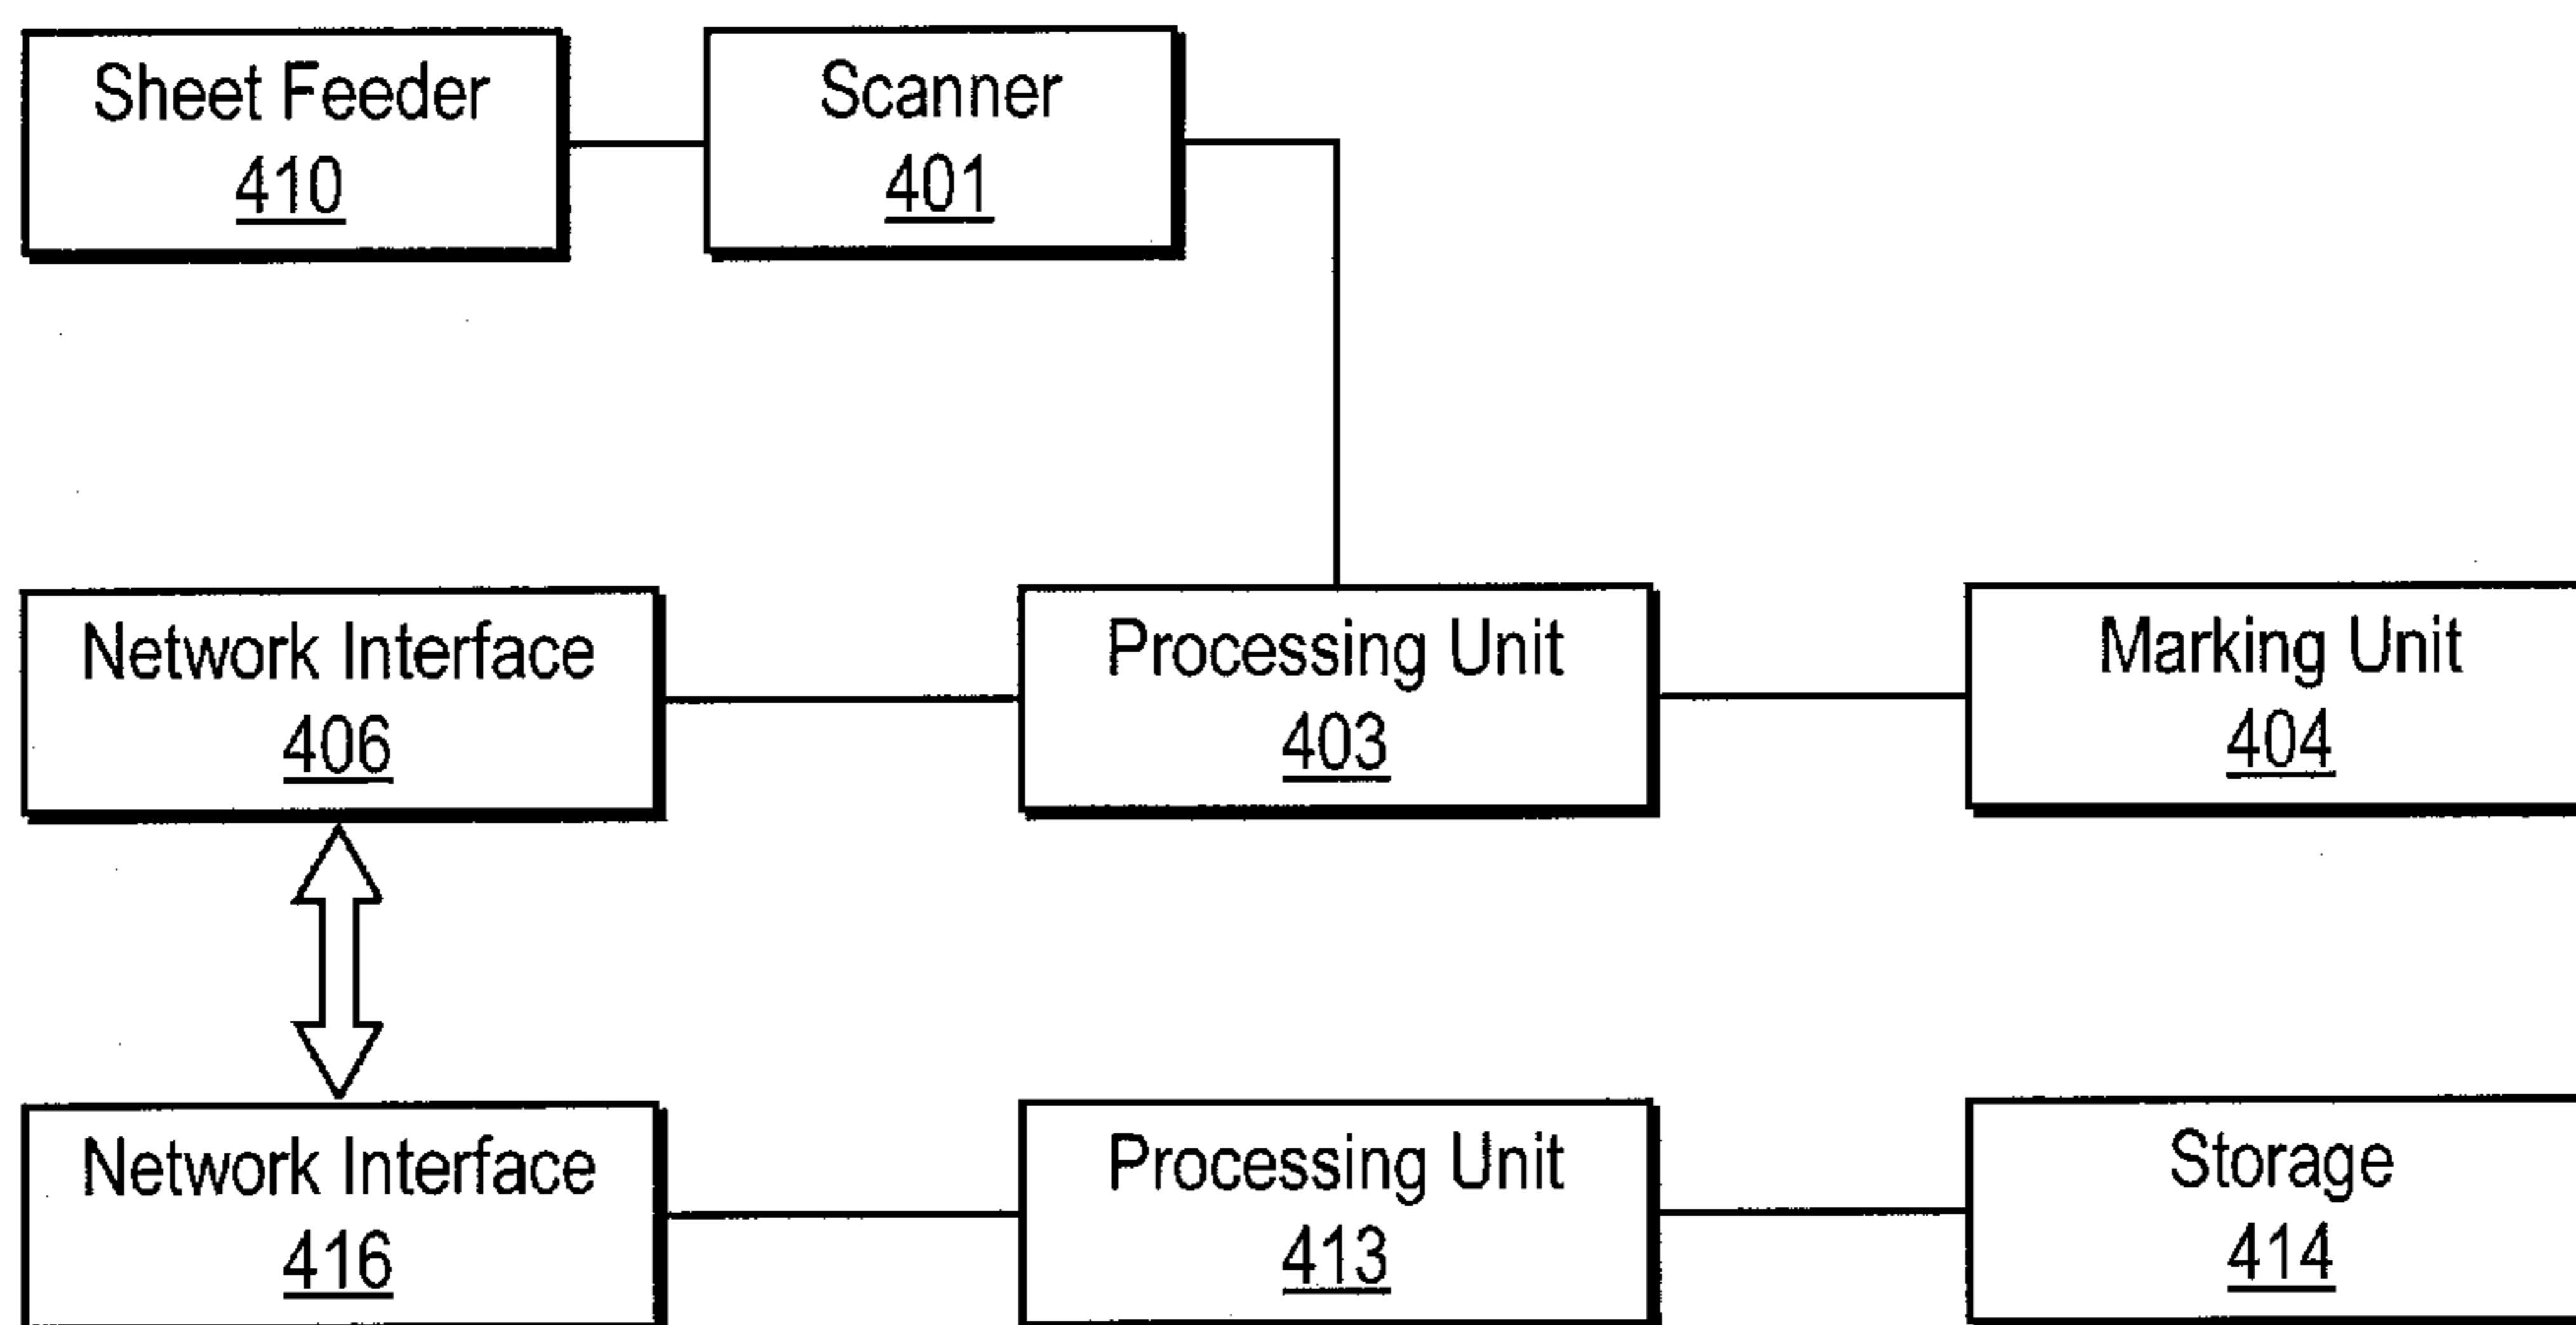 Sheet Feeder
410
Scanner
401
Network Interface
406
Processing Unit
403
Marking Unit
404
Network Interface
416
Processing Unit
413
Storage
414